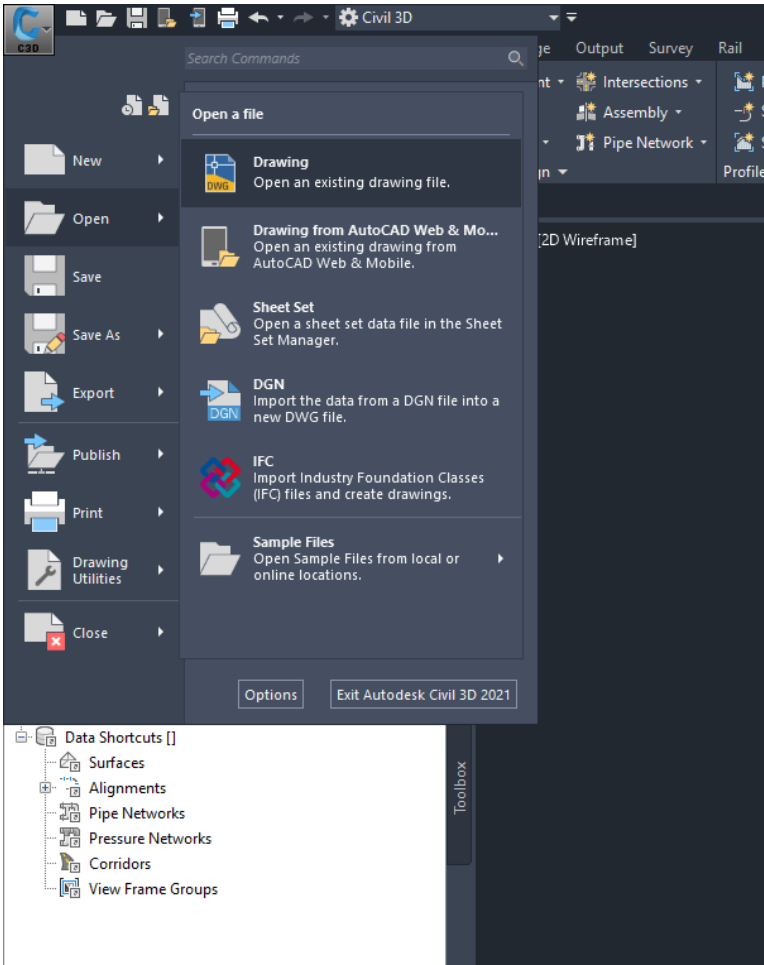 Civil 3D
C3D
Search Commands
ge
Output
Survey
Rail
Open a file
nt
Intersections
Assembly
Pipe Network
gn
Profile
New
Open
Save
Save As
Export
Publish
Print
Drawing
Utilities
Close
DWG
Drawing
Open an existing drawing file.
Drawing from AutoCAD Web & Mo...
Open an existing drawing from
AutoCAD Web & Mobile.
Sheet Set
Open a sheet set data file in the Sheet
Set Manager.
DGN
DGN
Import the data from a DGN file into a
new DWG file.
IFC
Import Industry Foundation Classes
(IFC) files and create drawings.
Sample Files
Open Sample Files from local or
online locations.
Options
Exit Autodesk Civil 3D 2021
[2D Wireframe]
Data Shortcuts []
Surfaces
Alignments
Pipe Networks
Pressure Networks
Corridors
View Frame Groups
Toolbox